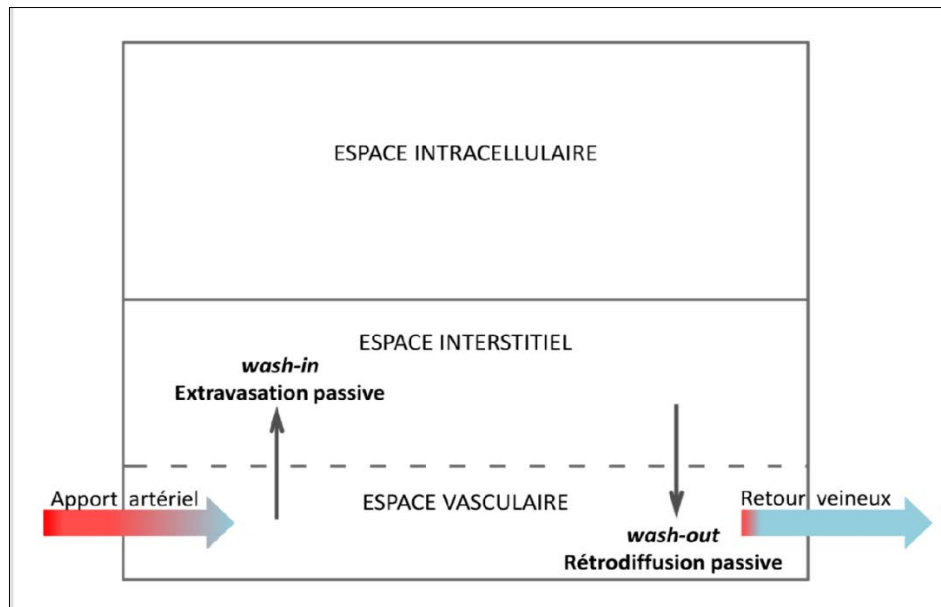 ESPACE INTRACELLULAIRE
ESPACE INTERSTITIEL
wash-in
Extravasation passive
Apport artériel
ESPACE VASCULAIRE
Retour veineux
wash-out
Rétrodiffusion passive